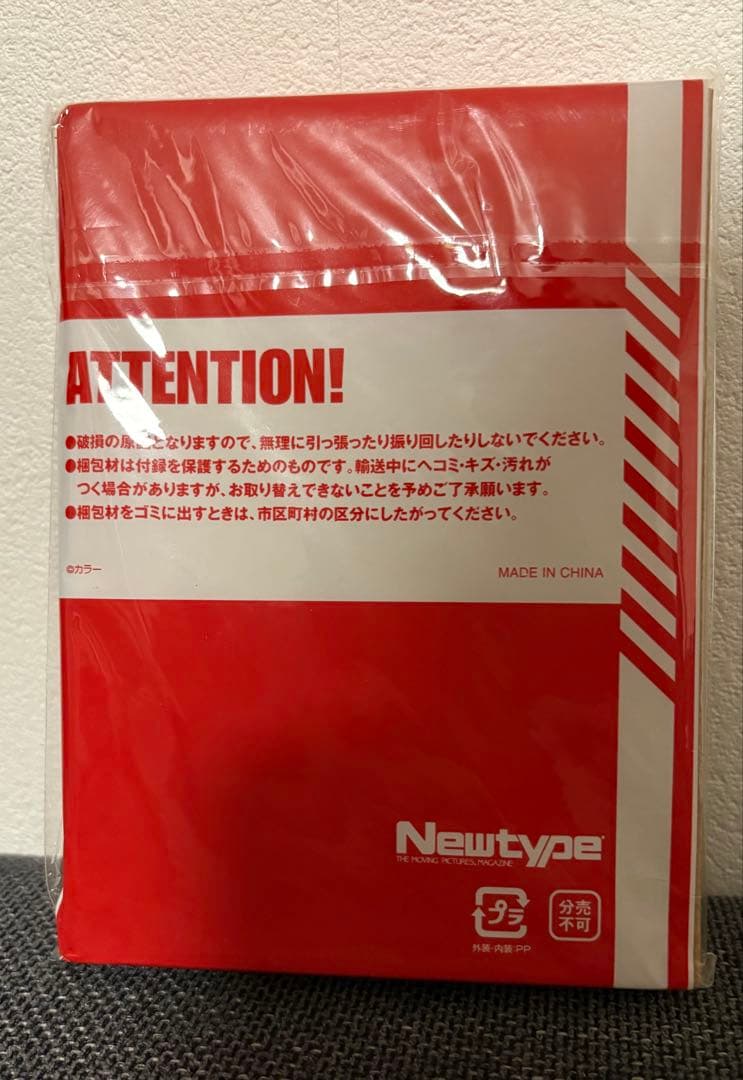 ATTENTION!
●破損の原因となりますので、無理に引っ張ったり振り回したりしないでください。
●梱包材は付録を保護するためのものです。輸送中にヘコミ・キズ・汚れが
つく場合がありますが、お取り替えできないことを予めご了承願います。
●梱包材をゴミに出すときは、市区町村の区分にしたがってください。
©カラー
MADE IN CHINA
Newtype
THE MOVING PICTURES, MAGAZINE
プラ
分売
不可
外装・内装:PP